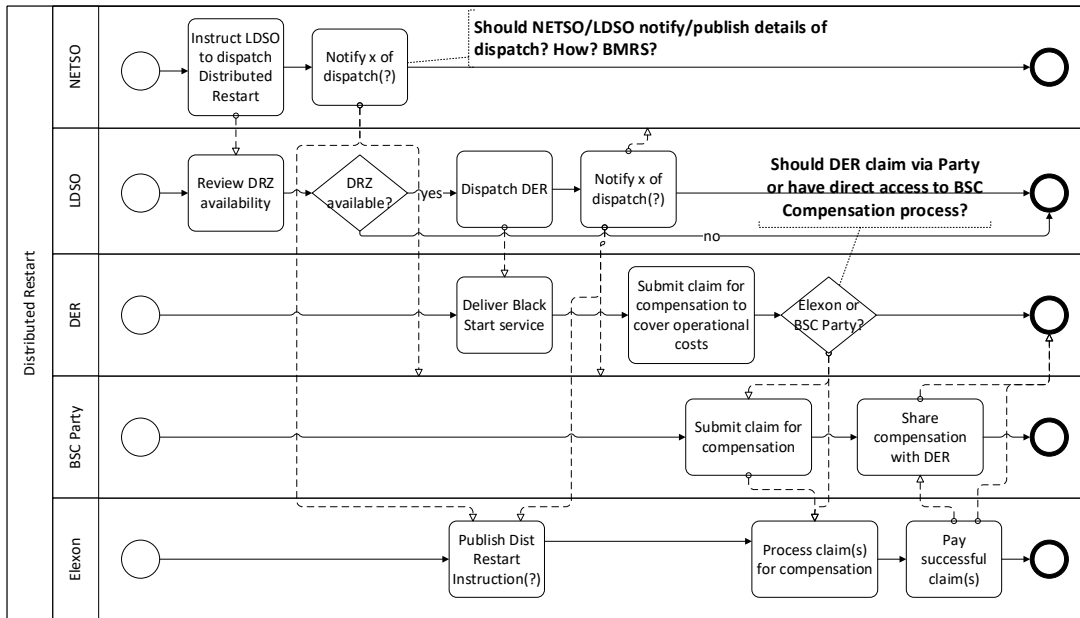 Distributed Restart
NETSO
Instruct LDSO
to dispatch
Distributed
Restart
Notify x of
dispatch(?)
Should NETSO/LDSO notify/publish details of
dispatch? How? BMRS?
LDSO
Review DRZ
availability
DRZ
available?
yes
Dispatch DER
Notify x of
dispatch(?)
no
Should DER claim via Party
or have direct access to BSC
Compensation process?
DER
Deliver Black
Start service
Submit claim for
compensation to
cover operational
costs
Elexon or
BSC Party?
BSC Party
Submit claim for
compensation
Share
compensation
with DER
Elexon
Publish Dist
Restart
Instruction(?)
Process claim(s)
for compensation
Pay
successful
claim(s)